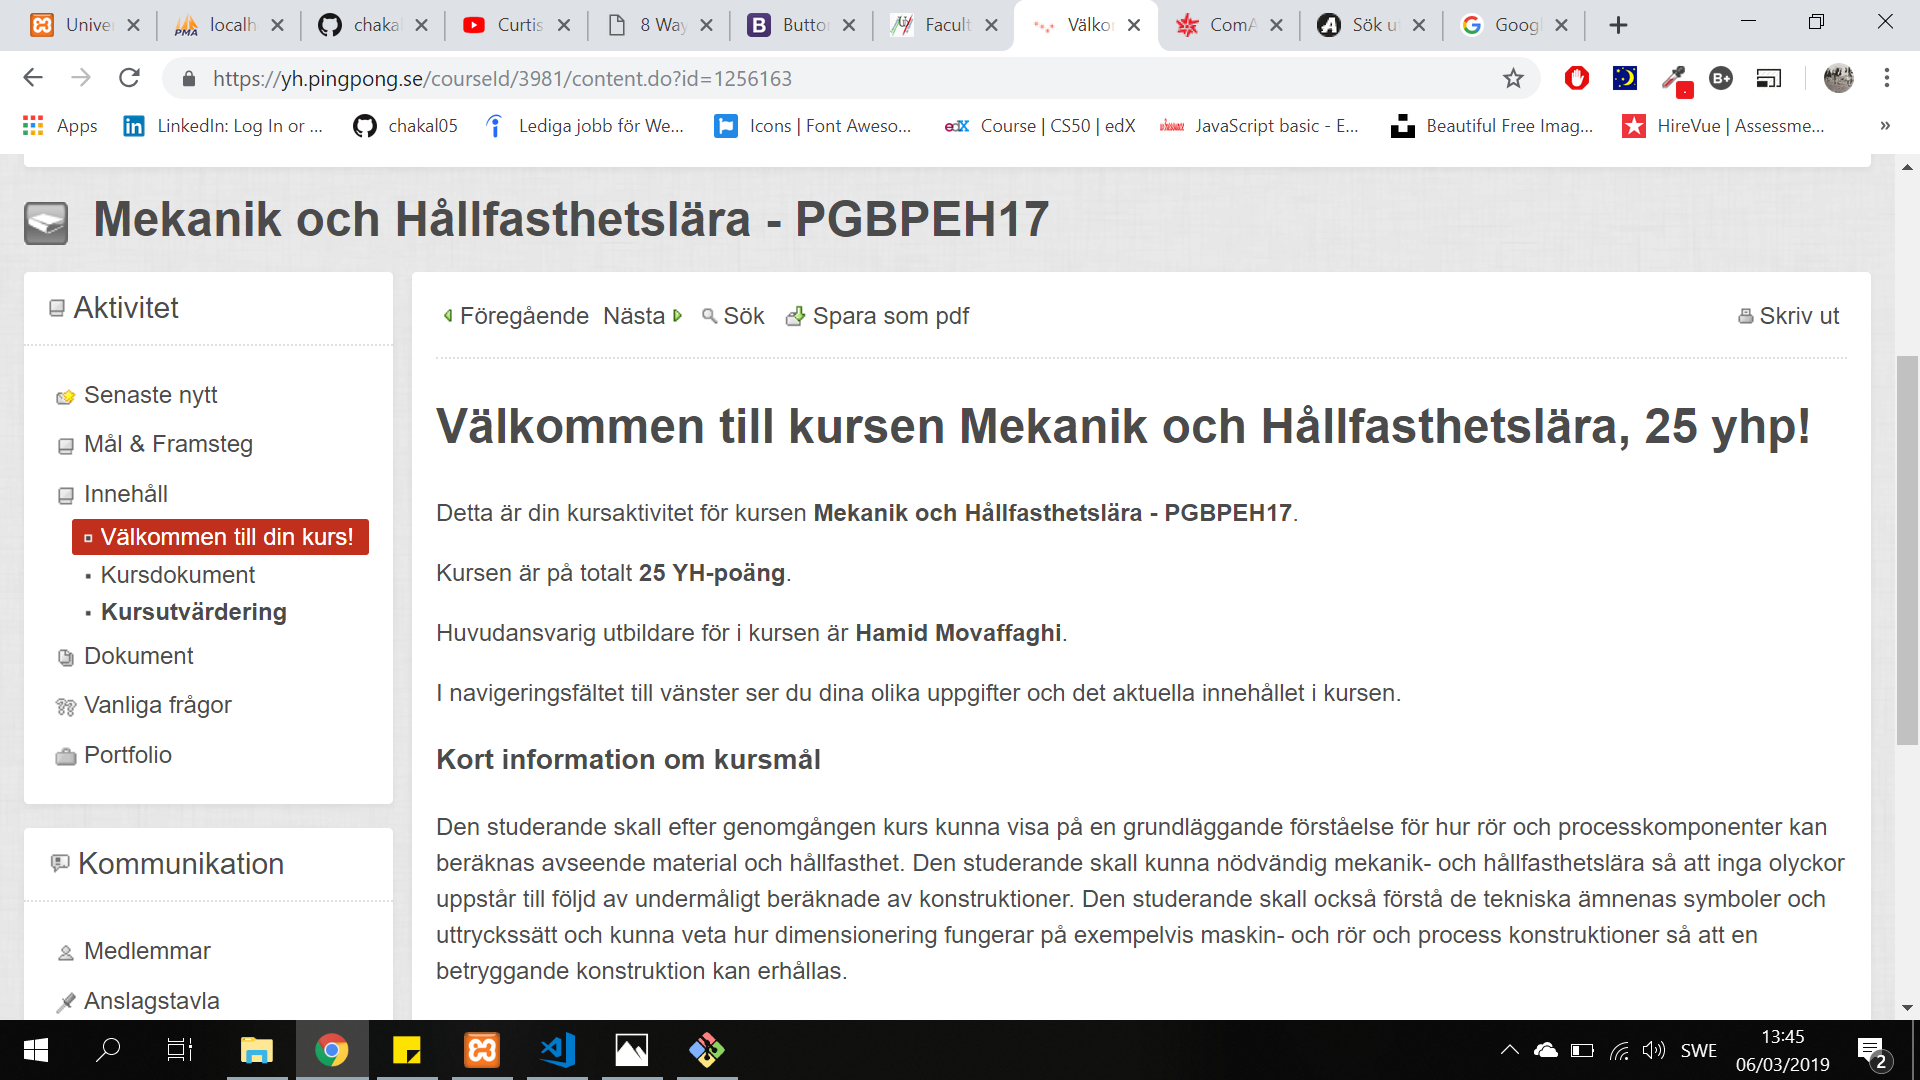 Univer
localh
chakal
Curtis
8 Way
Butto
Facult
Välko
ComA
Sök u
Googl
https://yh.pingpong.se/courseId/3981/content.do?id=1256163
Apps
LinkedIn: Log In or ...
chakal05
Lediga jobb för We...
Icons | Font Aweso...
edX
Course | CS50 | edX
JavaScript basic - E...
Beautiful Free Imag...
HireVue | Assessme...
»
Mekanik och Hållfasthetslära - PGBPEH17
Aktivitet
Senaste nytt
Mål & Framsteg
Innehåll
Välkommen till din kurs!
Kursdokument
Kursutvärdering
Dokument
Vanliga frågor
Portfolio
Kommunikation
Medlemmar
Anslagstavla
Föregående Nästa Sök Spara som pdf
Skriv ut
Välkommen till kursen Mekanik och Hållfasthetslära, 25 yhp!
Detta är din kursaktivitet för kursen Mekanik och Hållfasthetslära - PGBPEH17.
Kursen är på totalt 25 YH-poäng.
Huvudansvarig utbildare för i kursen är Hamid Movaffaghi.
I navigeringsfältet till vänster ser du dina olika uppgifter och det aktuella innehållet i kursen.
Kort information om kursmål
Den studerande skall efter genomgången kurs kunna visa på en grundläggande förståelse för hur rör och processkomponenter kan
beräknas avseende material och hållfasthet. Den studerande skall kunna nödvändig mekanik- och hållfasthetslära så att inga olyckor
uppstår till följd av undermåligt beräknade av konstruktioner. Den studerande skall också förstå de tekniska ämnenas symboler och
uttryckssätt och kunna veta hur dimensionering fungerar på exempelvis maskin- och rör och process konstruktioner så att en
betryggande konstruktion kan erhållas.
SWE
13:45
06/03/2019
2